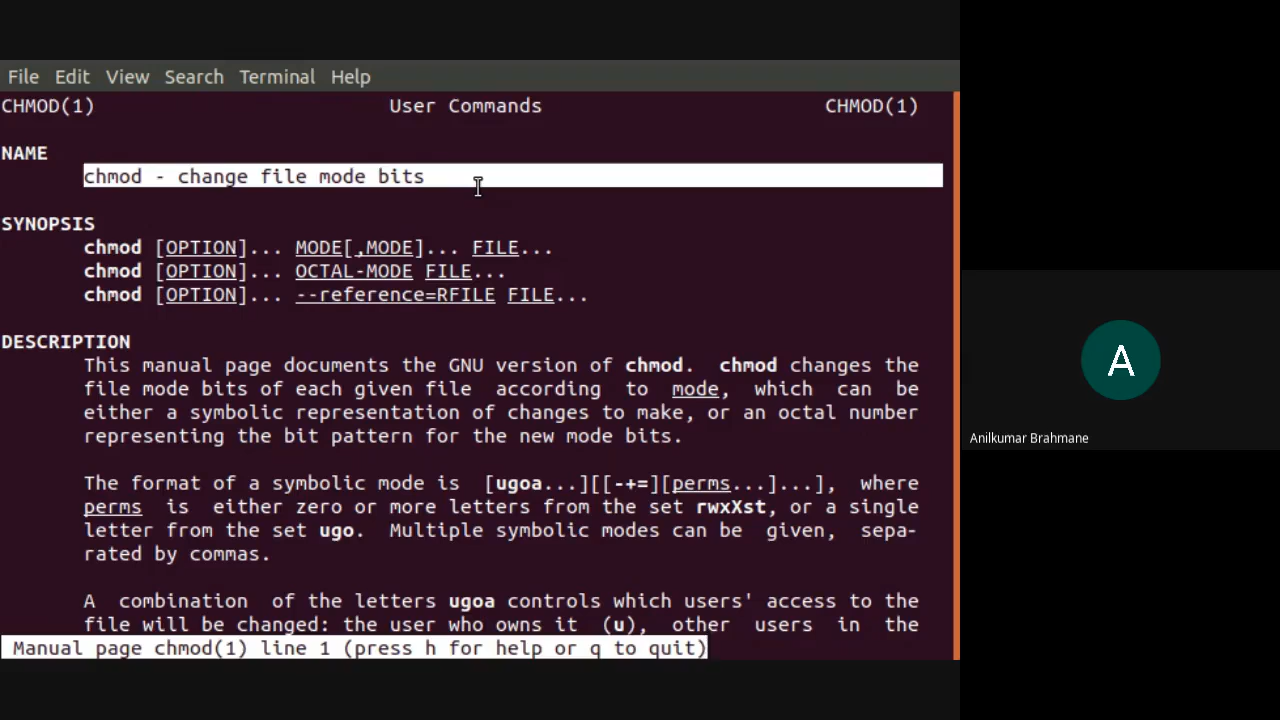 File Edit View Search Terminal Help
CHMOD(1) User Commands CHMOD(1)
NAME
chmod - change file mode bits
SYNOPSIS
chmod [OPTION]... MODE[,MODE]... FILE...
chmod [OPTION]... OCTAL-MODE FILE...
chmod [OPTION]... --reference=RFILE FILE...
DESCRIPTION
This manual page documents the GNU version of chmod. chmod changes the
file mode bits of each given file according to mode, which can be
either a symbolic representation of changes to make, or an octal number
representing the bit pattern for the new mode bits.
The format of a symbolic mode is [ugoa...][[-+=][perms...]...], where
perms is either zero or more letters from the set rwxXst, or a single
letter from the set ugo. Multiple symbolic modes can be given, sepa-
rated by commas.
A combination of the letters ugoa controls which users' access to the
file will be changed: the user who owns it (u), other users in the
Manual page chmod(1) line 1 (press h for help or q to quit)
A
Anilkumar Brahmane